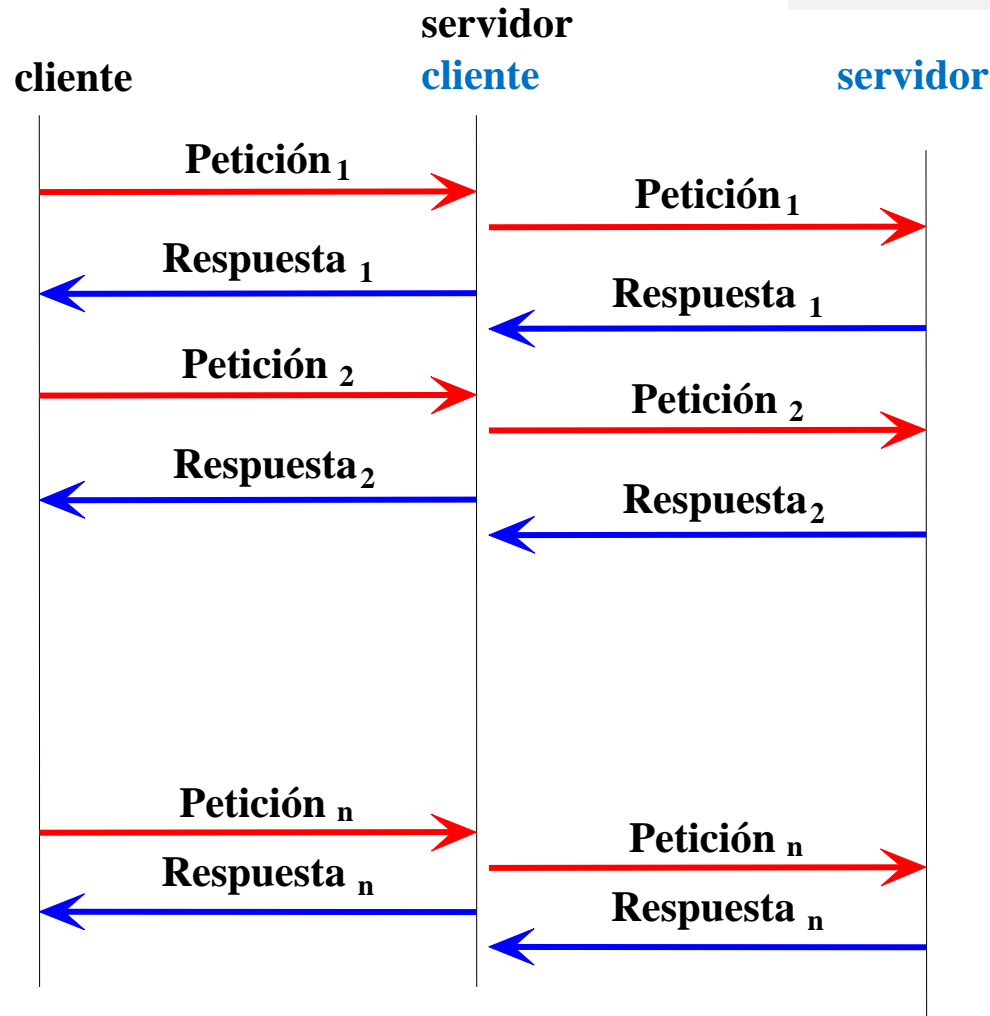 servidor
cliente cliente servidor
Petición 1
Petición 1
Respuesta 1
Respuesta 1
Petición 2
Petición 2
Respuesta 2
Respuesta 2
Petición n
Petición n
Respuesta n
Respuesta n